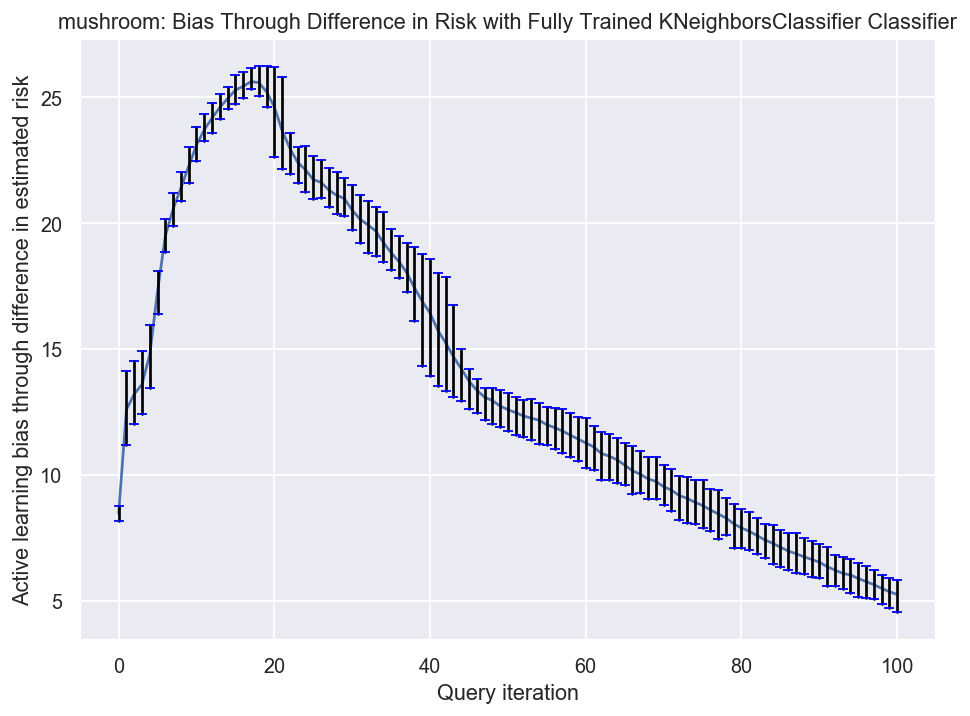 mushroom: Bias Through Difference in Risk with Fully Trained KNeighborsClassifier Classifier
Active learning bias through difference in estimated risk
25
20
15
10
5
0 20 40 60 80 100
Query iteration